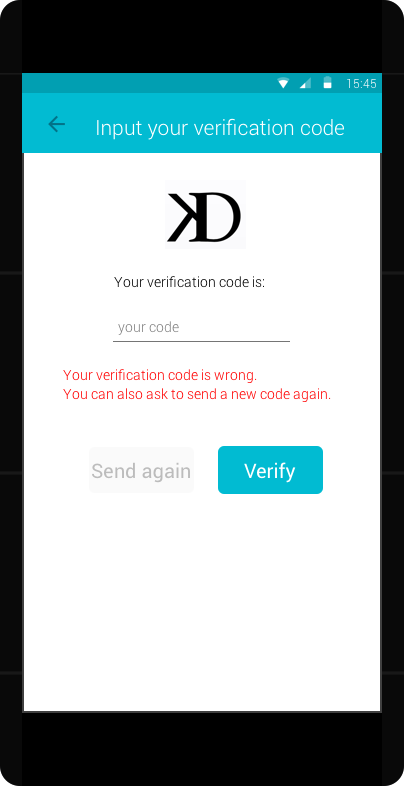 15:45
Input your verification code
KD
Your verification code is:
your code
Your verification code is wrong.
You can also ask to send a new code again.
Send again
Verify